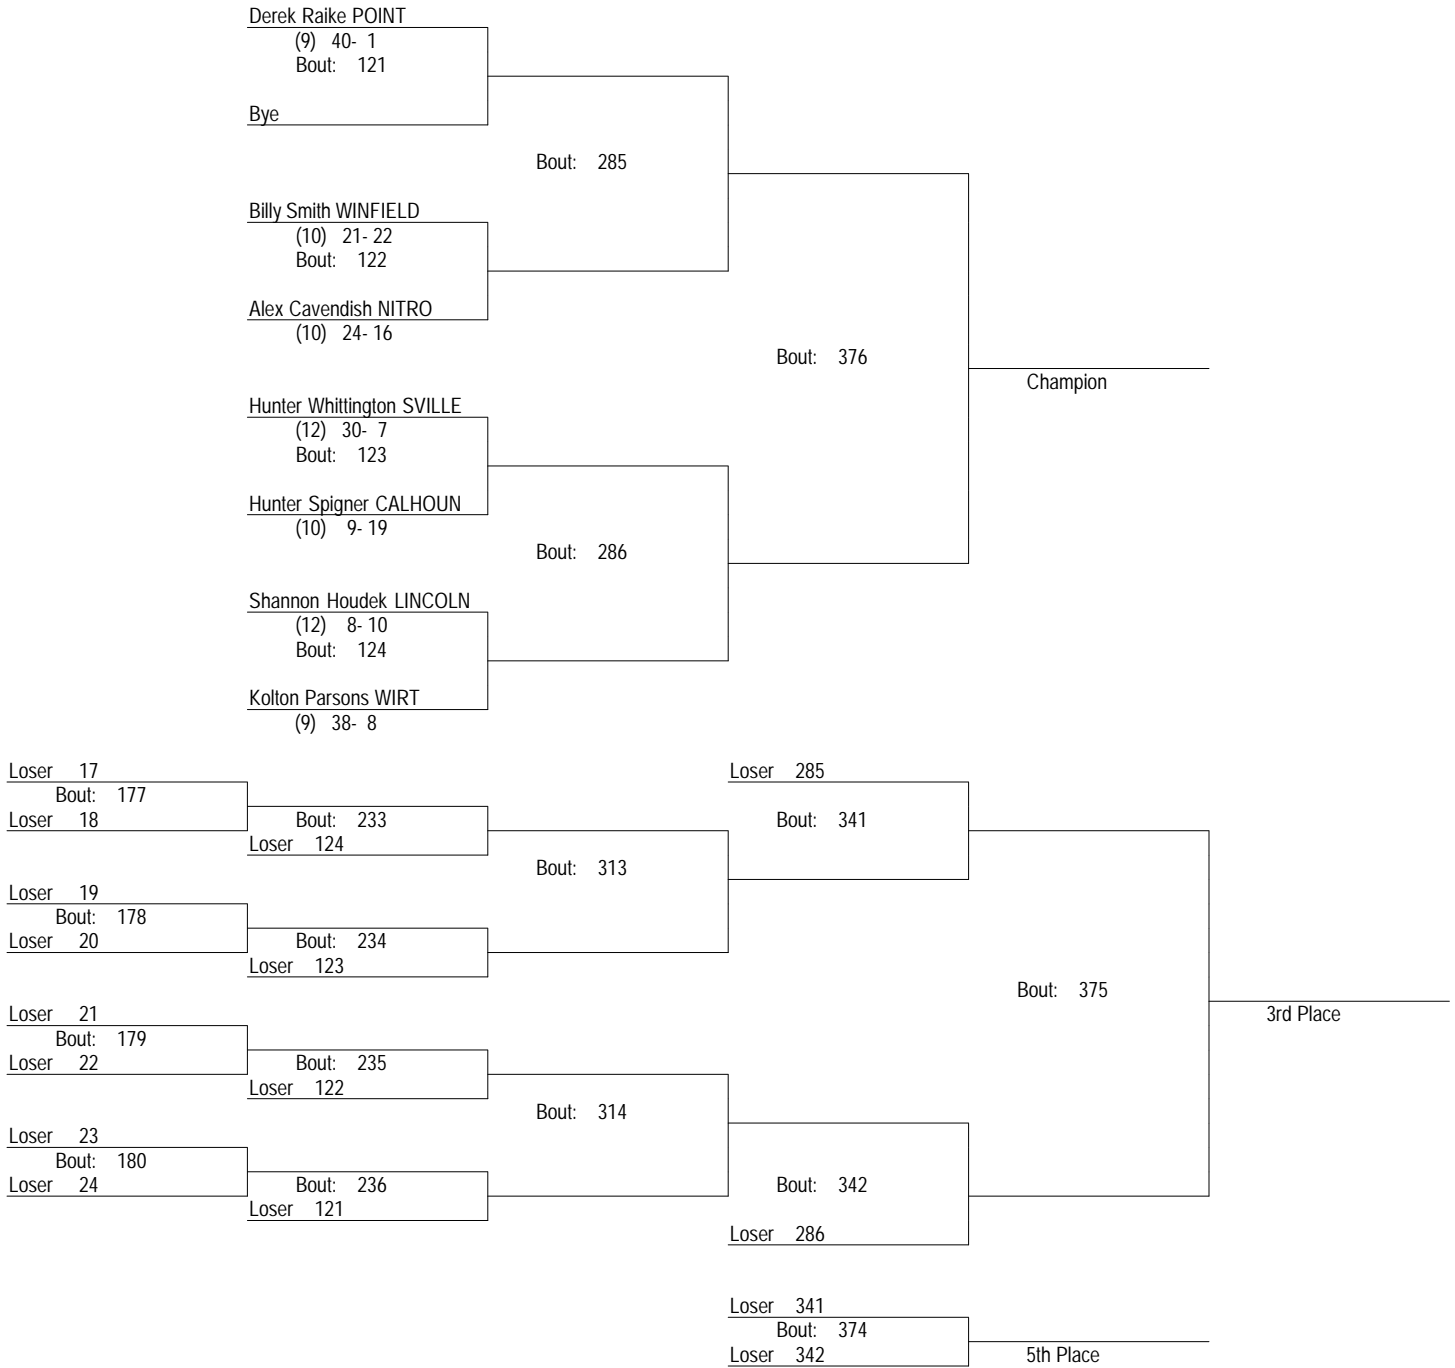 Derek Raike POINT
(9) 40- 1
Bout: 121
Bye
Bout: 285
Billy Smith WINFIELD
(10) 21- 22
Bout: 122
Alex Cavendish NITRO
(10) 24- 16
Bout: 376
Champion
Hunter Whittington SVILLE
(12) 30- 7
Bout: 123
Hunter Spigner CALHOUN
(10) 9- 19
Bout: 286
Shannon Houdek LINCOLN
(12) 8- 10
Bout: 124
Kolton Parsons WIRT
(9) 38- 8
Loser 17
Bout: 177
Loser 18
Bout: 233
Loser 124
Bout: 313
Loser 285
Bout: 341
Loser 19
Bout: 178
Loser 20
Bout: 234
Loser 123
Bout: 375
3rd Place
Loser 21
Bout: 179
Loser 22
Bout: 235
Loser 122
Bout: 314
Loser 23
Bout: 180
Loser 24
Bout: 236
Loser 121
Bout: 342
Loser 286
Loser 341
Bout: 374
Loser 342
5th Place